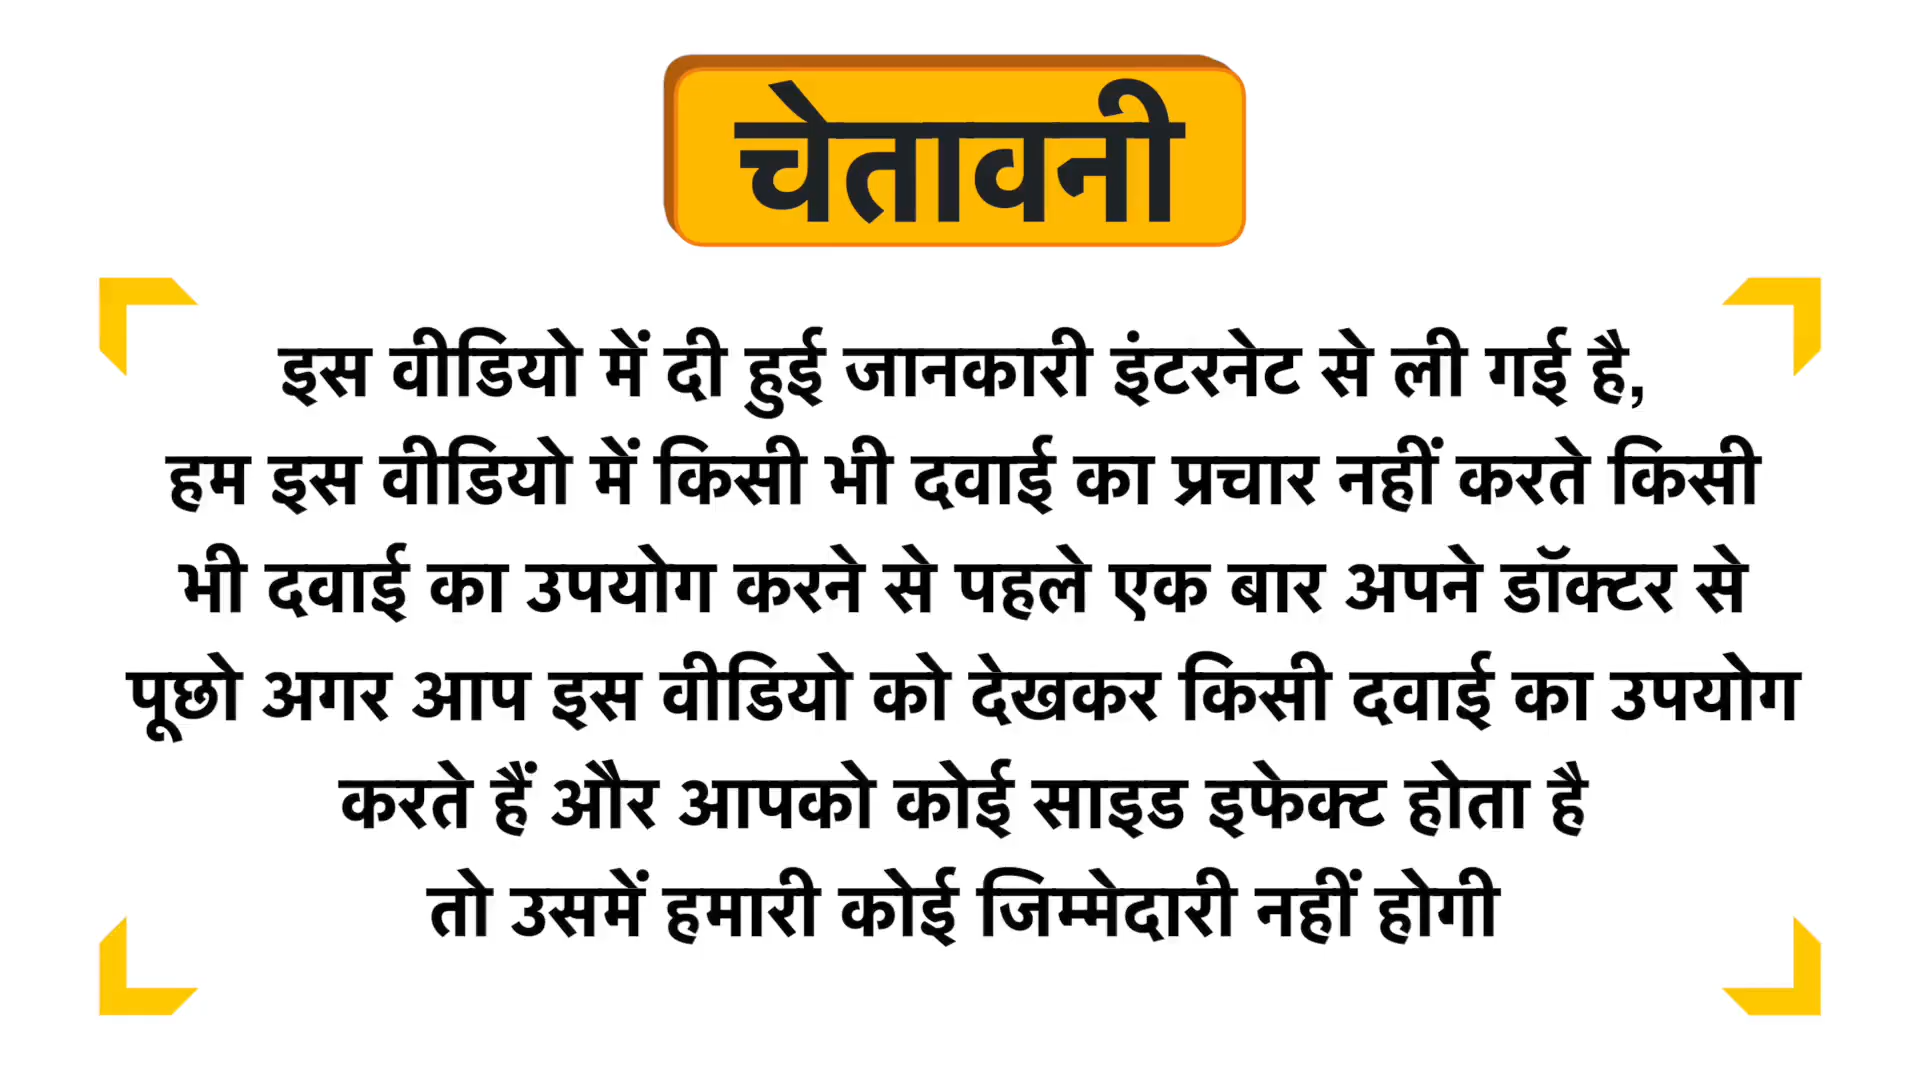 चेतावनी
इस वीडियो में दी हुई जानकारी इंटरनेट से ली गई है,
हम इस वीडियो में किसी भी दवाई का प्रचार नहीं करते किसी
भी दवाई का उपयोग करने से पहले एक बार अपने डॉक्टर से
पूछो अगर आप इस वीडियो को देखकर किसी दवाई का उपयोग
करते हैं और आपको कोई साइड इफेक्ट होता है
तो उसमें हमारी कोई जिम्मेदारी नहीं होगी